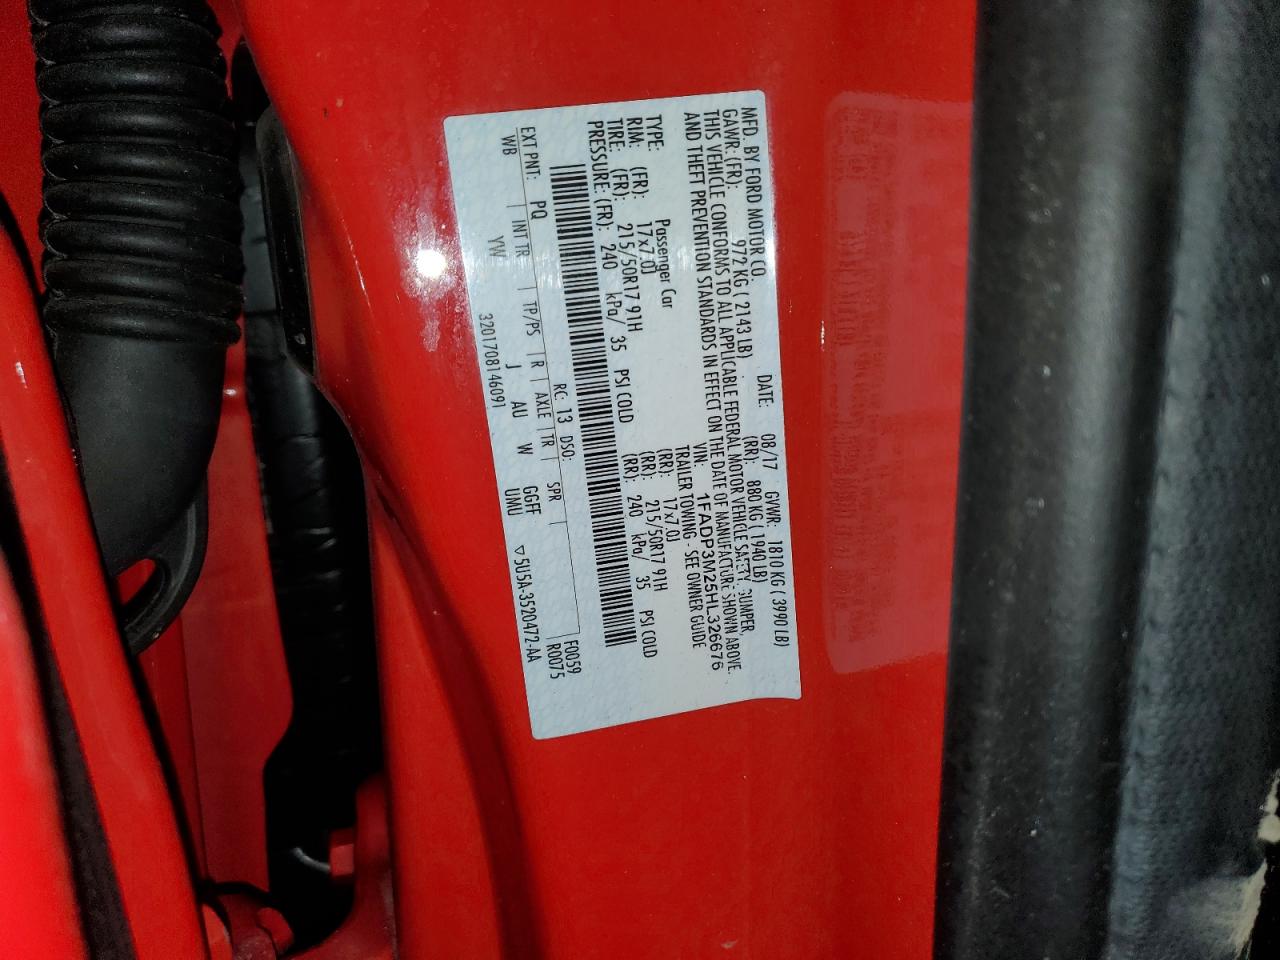 MFD. BY FORD MOTOR CO. DATE: 08/17 GVWR: 1810 KG ( 3990 LB)
GAWR: (FR): 972 KG ( 2143 LB) (RR): 880 KG ( 1940 LB)
THIS VEHICLE CONFORMS TO ALL APPLICABLE FEDERAL MOTOR VEHICLE SAFETY, BUMPER,
AND THEFT PREVENTION STANDARDS IN EFFECT ON THE DATE OF MANUFACTURE SHOWN ABOVE.
VIN: 1FADP3M25HL326676
TYPE: Passenger Car TRAILER TOWING - SEE OWNER GUIDE
RIM: (FR): 17x7.0J (RR): 17x7.0J
TIRE: (FR): 215/50R17 91H (RR): 215/50R17 91H
PRESSURE: (FR): 240 kPa/ 35 PSI COLD (RR): 240 kPa/ 35 PSI COLD
RC: 13 DSO: F0059
EXT PNT: PQ R0075
WB INT TR TP/PS R AXLE TR SPR
YW J AU W GGFF
3201708146091 UMU ▽5U5A-3520472-AA